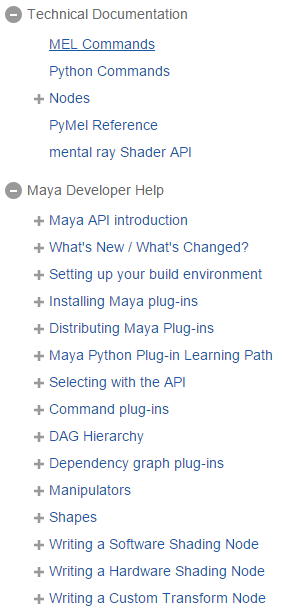 Technical Documentation
MEL Commands
Python Commands
Nodes
PyMel Reference
mental ray Shader API
Maya Developer Help
Maya API introduction
What's New / What's Changed?
Setting up your build environment
Installing Maya plug-ins
Distributing Maya Plug-ins
Maya Python Plug-in Learning Path
Selecting with the API
Command plug-ins
DAG Hierarchy
Dependency graph plug-ins
Manipulators
Shapes
Writing a Software Shading Node
Writing a Hardware Shading Node
Writing a Custom Transform Node